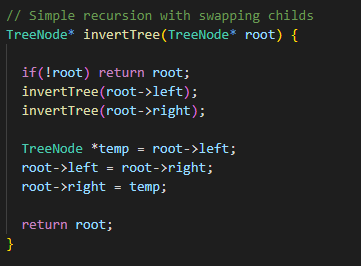 // Simple recursion with swapping childs
TreeNode* invertTree(TreeNode* root) {
if(!root) return root;
invertTree(root->left);
invertTree(root->right);
TreeNode *temp = root->left;
root->left = root->right;
root->right = temp;
return root;
}